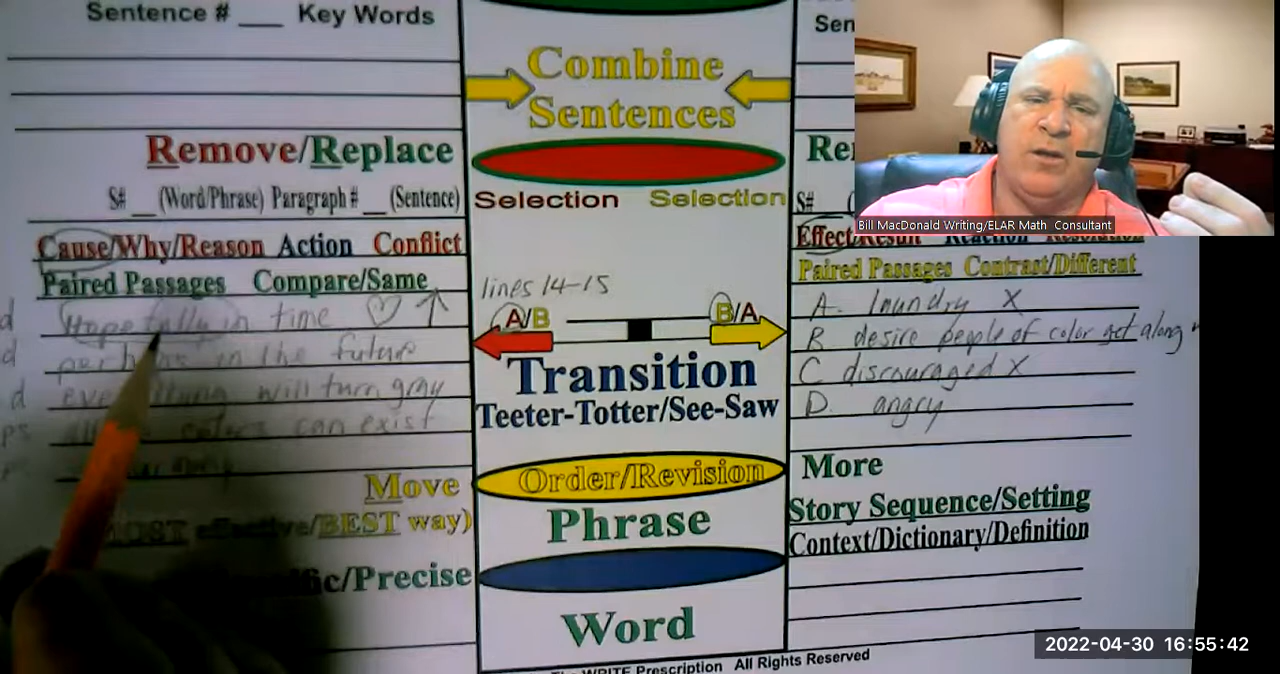 Sentence # ___ Key Words
Remove/Replace
S# __ (Word/Phrase) Paragraph # __ (Sentence)
Cause/Why/Reason Action Conflict
Paired Passages Compare/Same
d Hopefully in time ♡ ↑
d perhaps in the future
d everything will turn gray
ps all colors can exist
Move
MOST effective/BEST way)
fic/Precise
Combine
Sentences
Selection Selection
lines 14-15
A/B B/A
Transition
Teeter-Totter/See-Saw
Order/Revision
Phrase
Word
The WRITE Prescription All Rights Reserved
Sen
Re
S#
Effect/Result Reaction Resolution
Paired Passages Contrast/Different
A. laundry X
B desire people of color get along
C discouraged X
D. angry
More
Story Sequence/Setting
Context/Dictionary/Definition
Bill MacDonald Writing/ELAR Math Consultant
2022-04-30 16:55:42